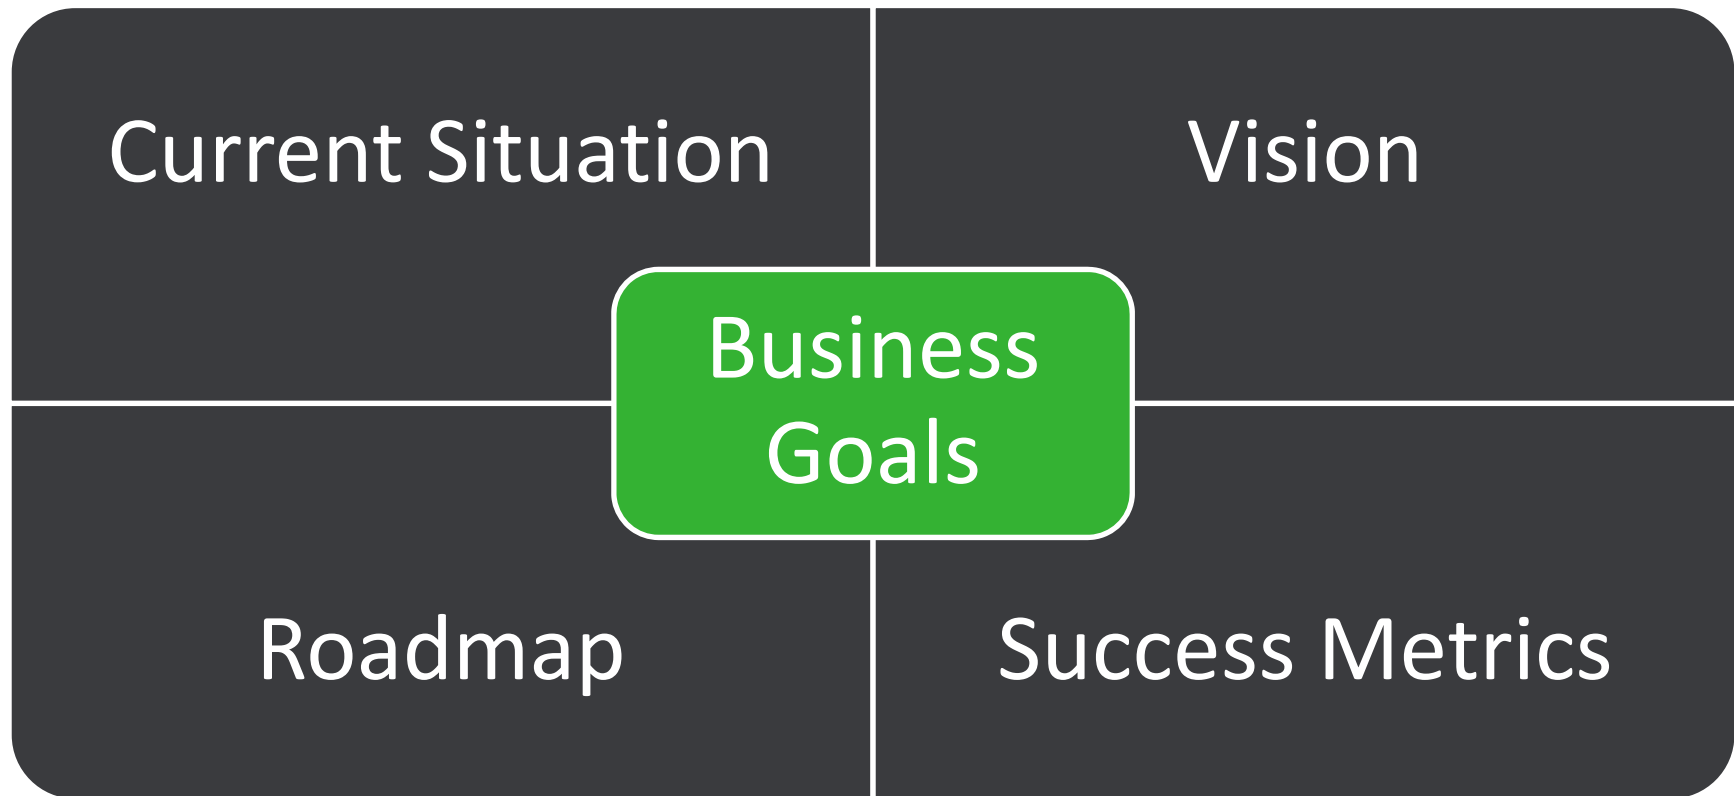 Current Situation
Vision
Business
Goals
Roadmap
Success Metrics